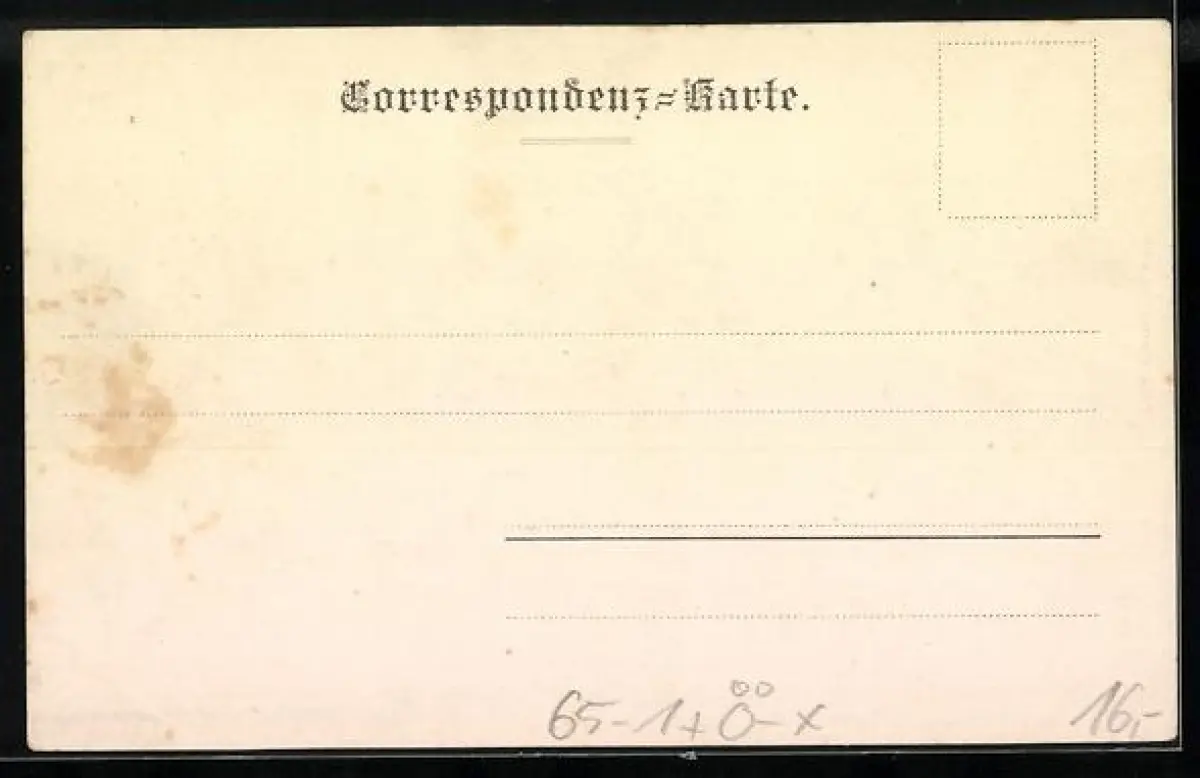 Correspondenz-Karte.
65-1+Ö-x
16,-